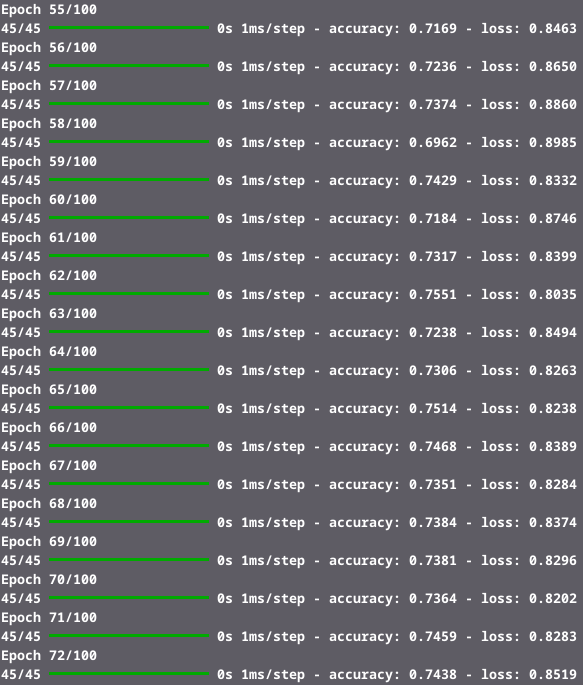 Epoch 55/100
45/45 0s 1ms/step - accuracy: 0.7169 - loss: 0.8463
Epoch 56/100
45/45 0s 1ms/step - accuracy: 0.7236 - loss: 0.8650
Epoch 57/100
45/45 0s 1ms/step - accuracy: 0.7374 - loss: 0.8860
Epoch 58/100
45/45 0s 1ms/step - accuracy: 0.6962 - loss: 0.8985
Epoch 59/100
45/45 0s 1ms/step - accuracy: 0.7429 - loss: 0.8332
Epoch 60/100
45/45 0s 1ms/step - accuracy: 0.7184 - loss: 0.8746
Epoch 61/100
45/45 0s 1ms/step - accuracy: 0.7317 - loss: 0.8399
Epoch 62/100
45/45 0s 1ms/step - accuracy: 0.7551 - loss: 0.8035
Epoch 63/100
45/45 0s 1ms/step - accuracy: 0.7238 - loss: 0.8494
Epoch 64/100
45/45 0s 1ms/step - accuracy: 0.7306 - loss: 0.8263
Epoch 65/100
45/45 0s 1ms/step - accuracy: 0.7514 - loss: 0.8238
Epoch 66/100
45/45 0s 1ms/step - accuracy: 0.7468 - loss: 0.8389
Epoch 67/100
45/45 0s 1ms/step - accuracy: 0.7351 - loss: 0.8284
Epoch 68/100
45/45 0s 1ms/step - accuracy: 0.7384 - loss: 0.8374
Epoch 69/100
45/45 0s 1ms/step - accuracy: 0.7381 - loss: 0.8296
Epoch 70/100
45/45 0s 1ms/step - accuracy: 0.7364 - loss: 0.8202
Epoch 71/100
45/45 0s 1ms/step - accuracy: 0.7459 - loss: 0.8283
Epoch 72/100
45/45 0s 1ms/step - accuracy: 0.7438 - loss: 0.8519